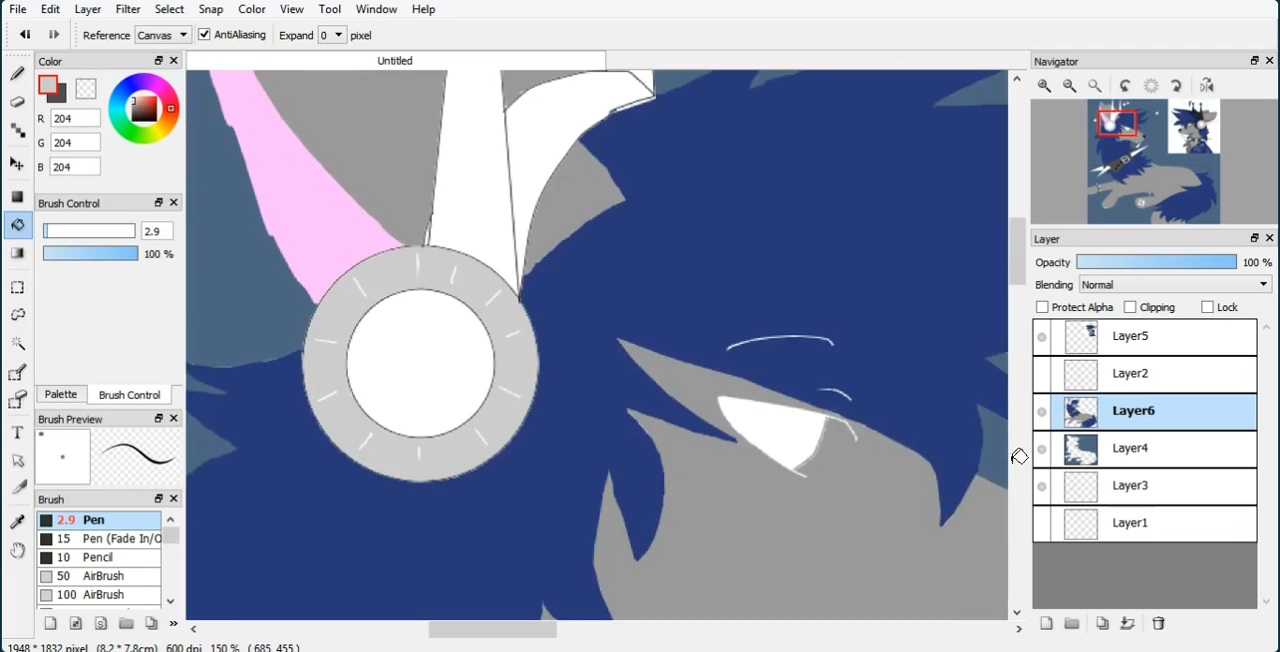 File Edit Layer Filter Select Snap Color View Tool Window Help
Reference Canvas AntiAliasing Expand 0 pixel
Color
Untitled
Navigator
R 204
G 204
B 204
Brush Control
2.9
100 %
Layer
Opacity 100 %
Blending Normal
Protect Alpha Clipping Lock
Layer5
Layer2
Layer6
Layer4
Layer3
Layer1
Palette Brush Control
Brush Preview
Brush
2.9 Pen
15 Pen (Fade In/O
10 Pencil
50 AirBrush
100 AirBrush
1948 * 1832 pixel (8.2 * 7.8cm) 600 dpi 150 % ( 685, 455 )